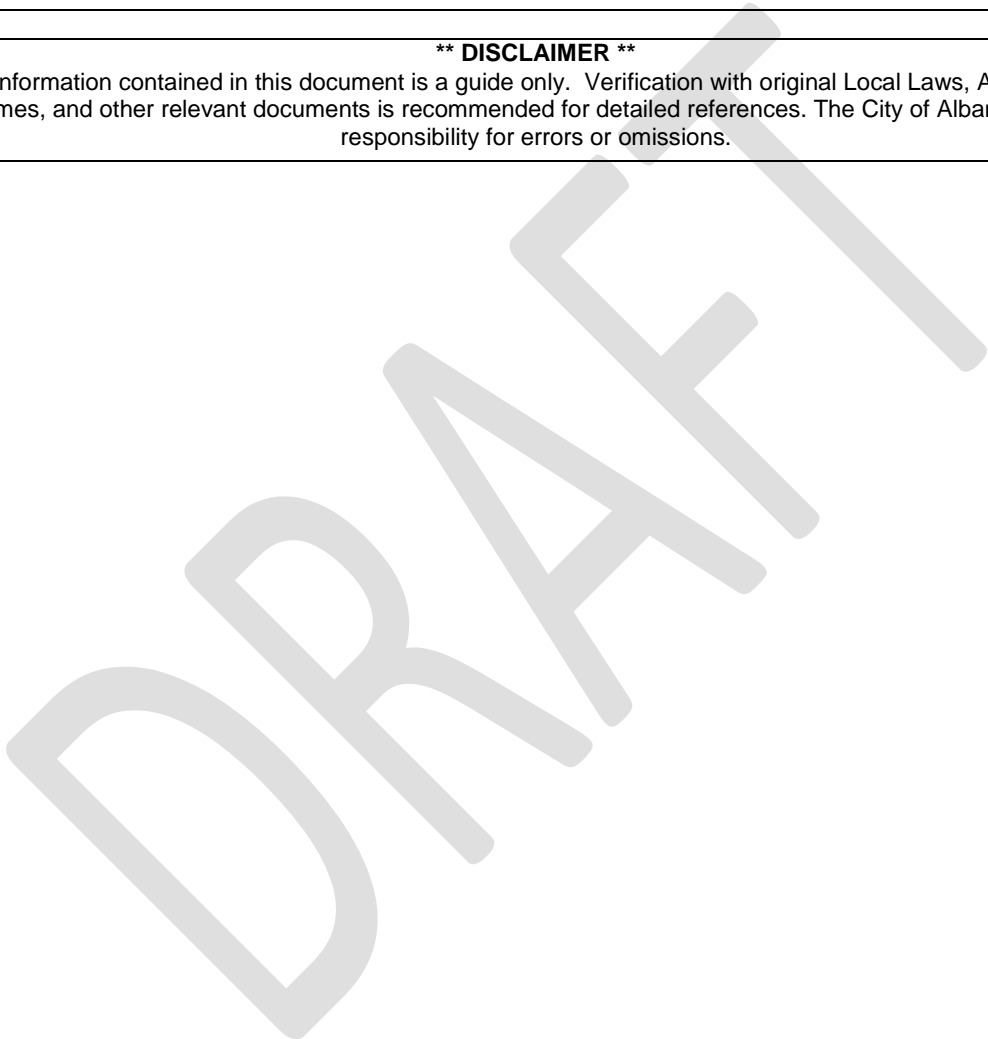 ** DISCLAIMER **
nformation contained in this document is a guide only. Verification with original Local Laws, A
mes, and other relevant documents is recommended for detailed references. The City of Alba
responsibility for errors or omissions.
DRAFT